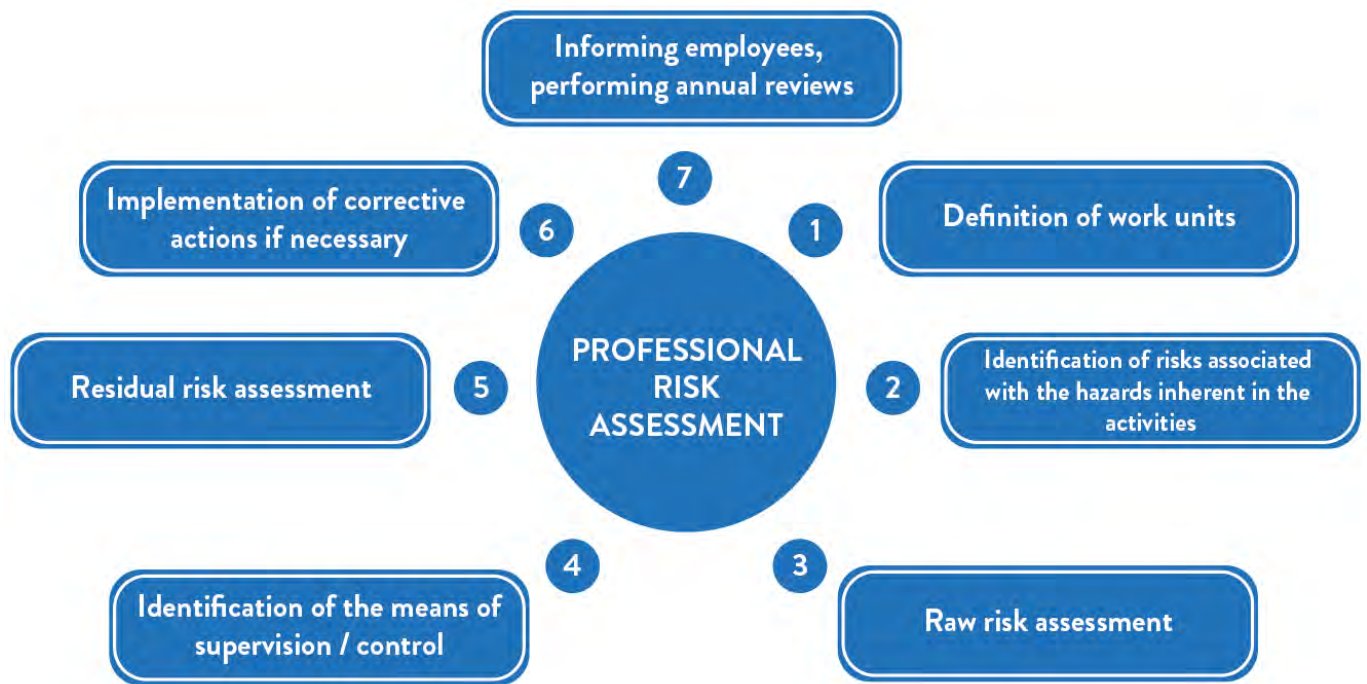 Informing employees,
performing annual reviews
7
1
Definition of work units
2
Identification of risks associated
with the hazards inherent in the
activities
3
Raw risk assessment
4
Identification of the means of
supervision / control
5
Residual risk assessment
6
Implementation of corrective
actions if necessary
PROFESSIONAL
RISK
ASSESSMENT